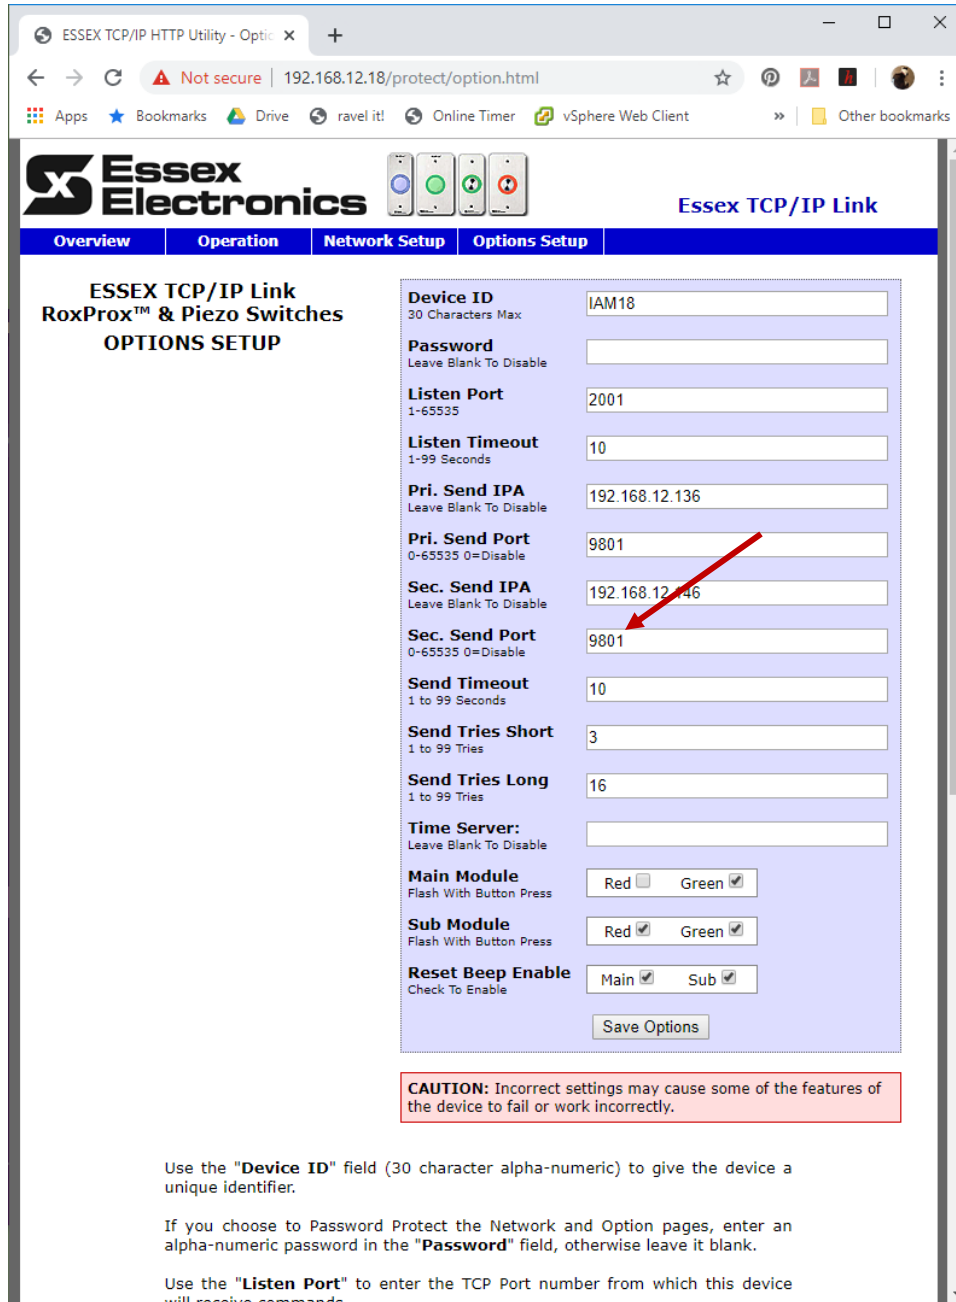 ESSEX TCP/IP HTTP Utility - Optic
Not secure | 192.168.12.18/protect/option.html
Apps Bookmarks Drive ravel it! Online Timer vSphere Web Client » Other bookmarks
Essex
Electronics
Essex TCP/IP Link
Overview Operation Network Setup Options Setup
ESSEX TCP/IP Link
RoxProx™ & Piezo Switches
OPTIONS SETUP
Device ID IAM18
30 Characters Max
Password
Leave Blank To Disable
Listen Port 2001
1-65535
Listen Timeout 10
1-99 Seconds
Pri. Send IPA 192.168.12.136
Leave Blank To Disable
Pri. Send Port 9801
0-65535 0=Disable
Sec. Send IPA 192.168.12.146
Leave Blank To Disable
Sec. Send Port 9801
0-65535 0=Disable
Send Timeout 10
1 to 99 Seconds
Send Tries Short 3
1 to 99 Tries
Send Tries Long 16
1 to 99 Tries
Time Server:
Leave Blank To Disable
Main Module Red Green
Flash With Button Press
Sub Module Red Green
Flash With Button Press
Reset Beep Enable Main Sub
Check To Enable
Save Options
CAUTION: Incorrect settings may cause some of the features of
the device to fail or work incorrectly.
Use the "Device ID" field (30 character alpha-numeric) to give the device a
unique identifier.
If you choose to Password Protect the Network and Option pages, enter an
alpha-numeric password in the "Password" field, otherwise leave it blank.
Use the "Listen Port" to enter the TCP Port number from which this device
will receive commands.